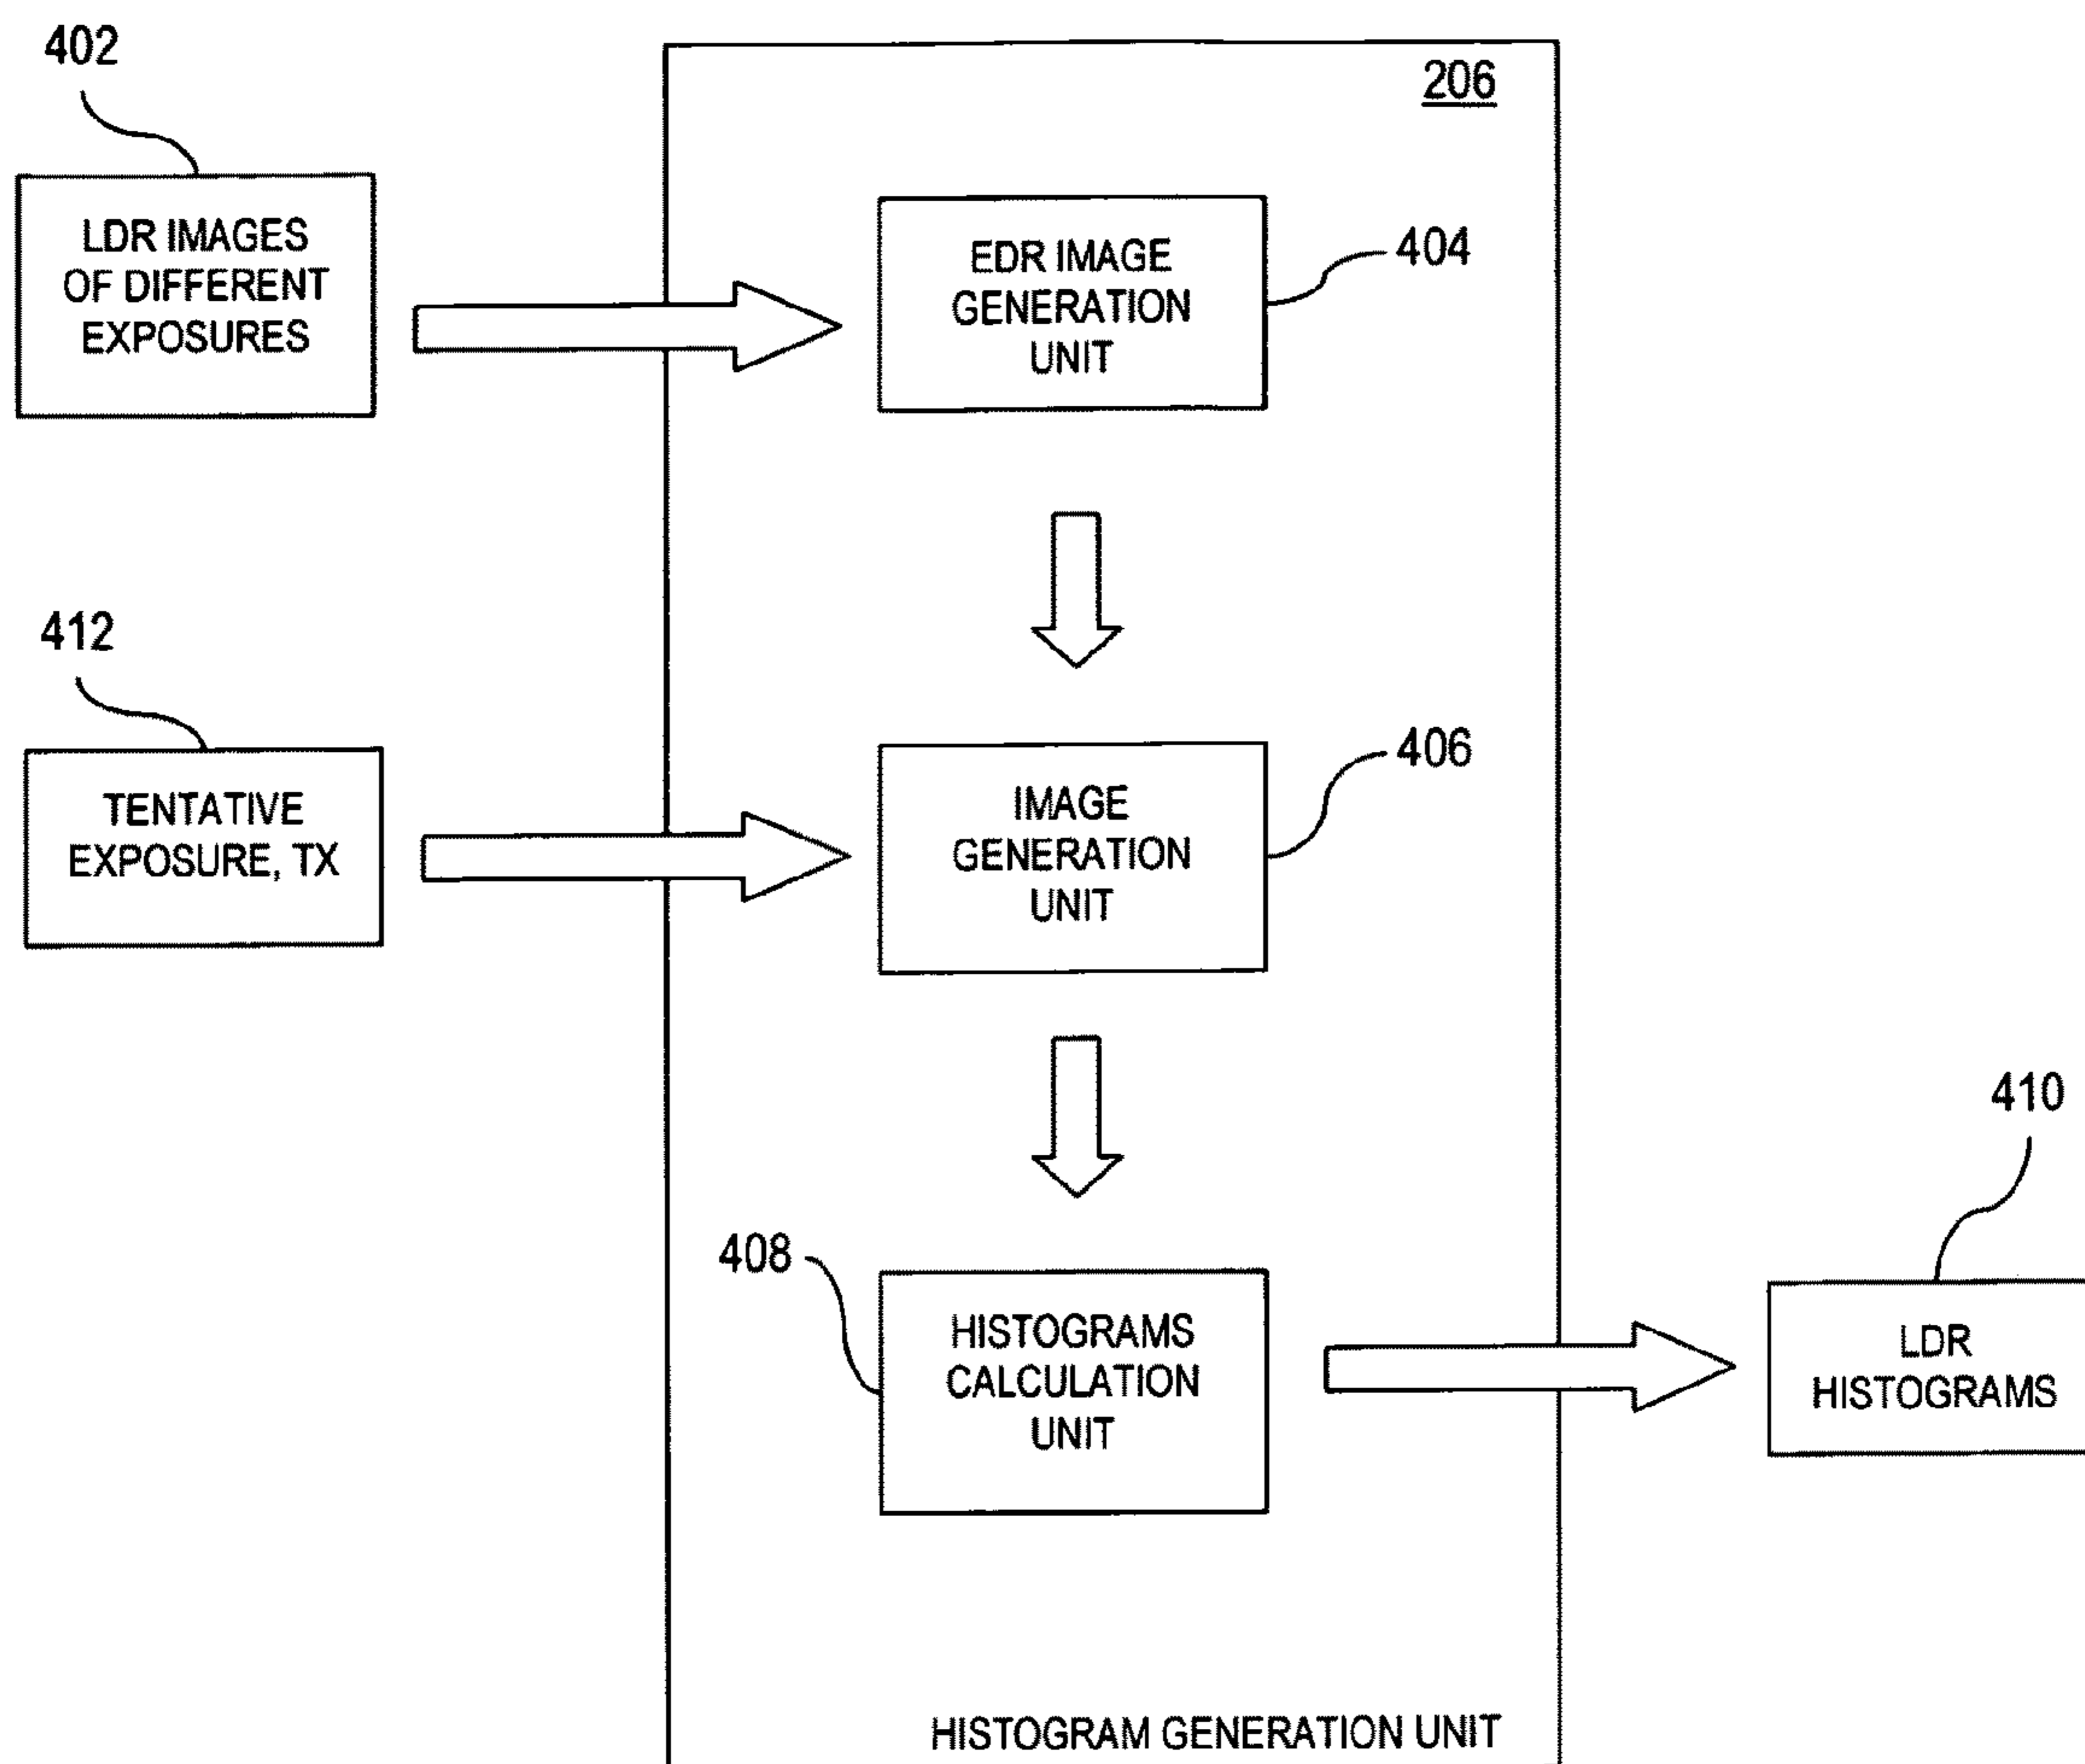 402
206
LDR IMAGES
OF DIFFERENT
EXPOSURES
EDR IMAGE
GENERATION
UNIT
404
412
TENTATIVE
EXPOSURE, TX
IMAGE
GENERATION
UNIT
406
408
HISTOGRAMS
CALCULATION
UNIT
410
LDR
HISTOGRAMS
HISTOGRAM GENERATION UNIT